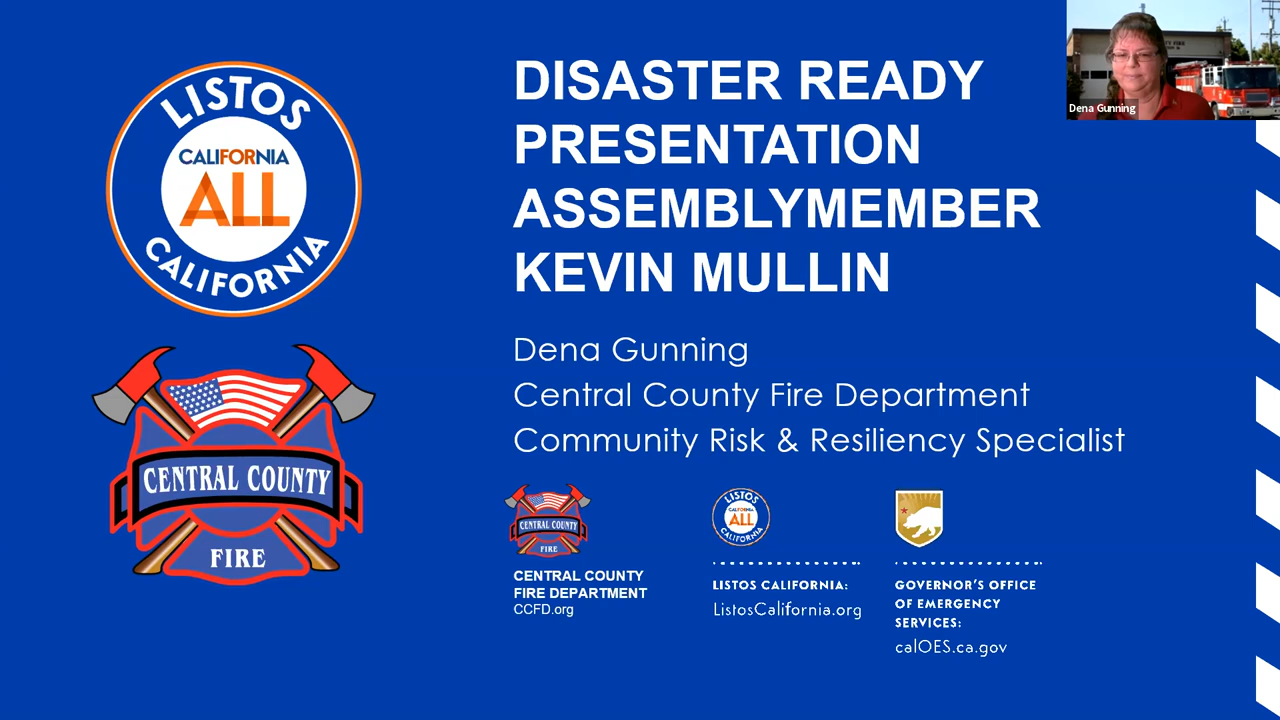 LISTOS
CALIFORNIA
ALL
CALIFORNIA
CENTRAL COUNTY
FIRE
DISASTER READY
PRESENTATION
ASSEMBLYMEMBER
KEVIN MULLIN
Dena Gunning
Central County Fire Department
Community Risk & Resiliency Specialist
CENTRAL COUNTY
FIRE
CENTRAL COUNTY
FIRE DEPARTMENT
CCFD.org
LISTOS
CALIFORNIA
ALL
CALIFORNIA
LISTOS CALIFORNIA:
ListosCalifornia.org
GOVERNOR'S OFFICE
OF EMERGENCY
SERVICES:
calOES.ca.gov
Dena Gunning